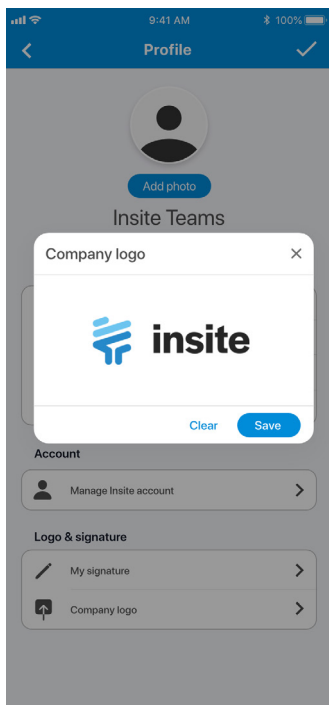 9:41 AM
100%
Profile
Add photo
Insite Teams
Company logo
insite
Clear
Save
Account
Manage Insite account
Logo & signature
My signature
Company logo